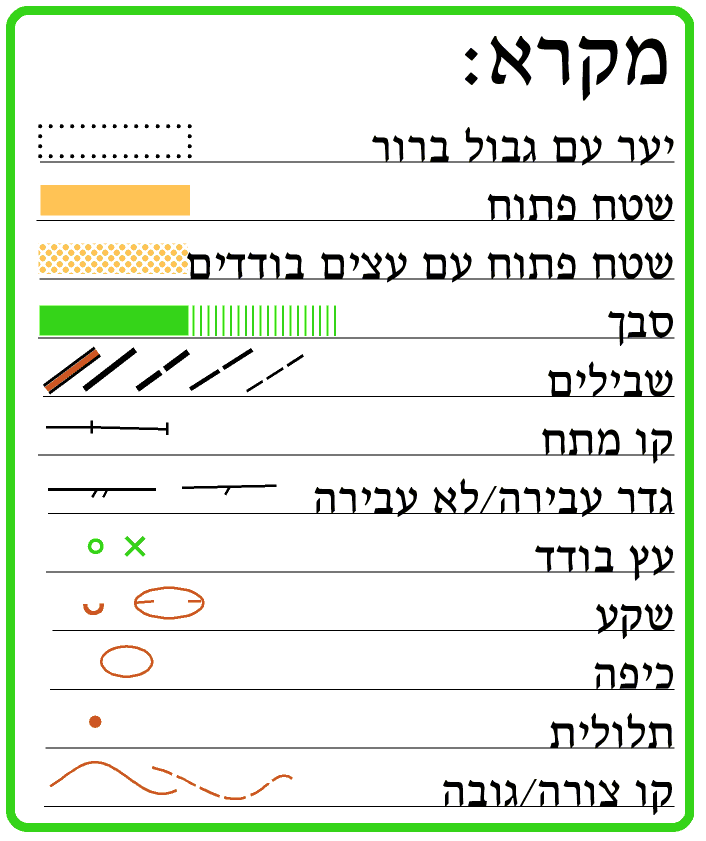 מקרא:
יער עם גבול ברור
שטח פתוח
שטח פתוח עם עצים בודדים
סבך
שבילים
קו מתח
גדר עבירה/לא עבירה
עץ בודד
שקע
כיפה
תלולית
קו צורה/גובה